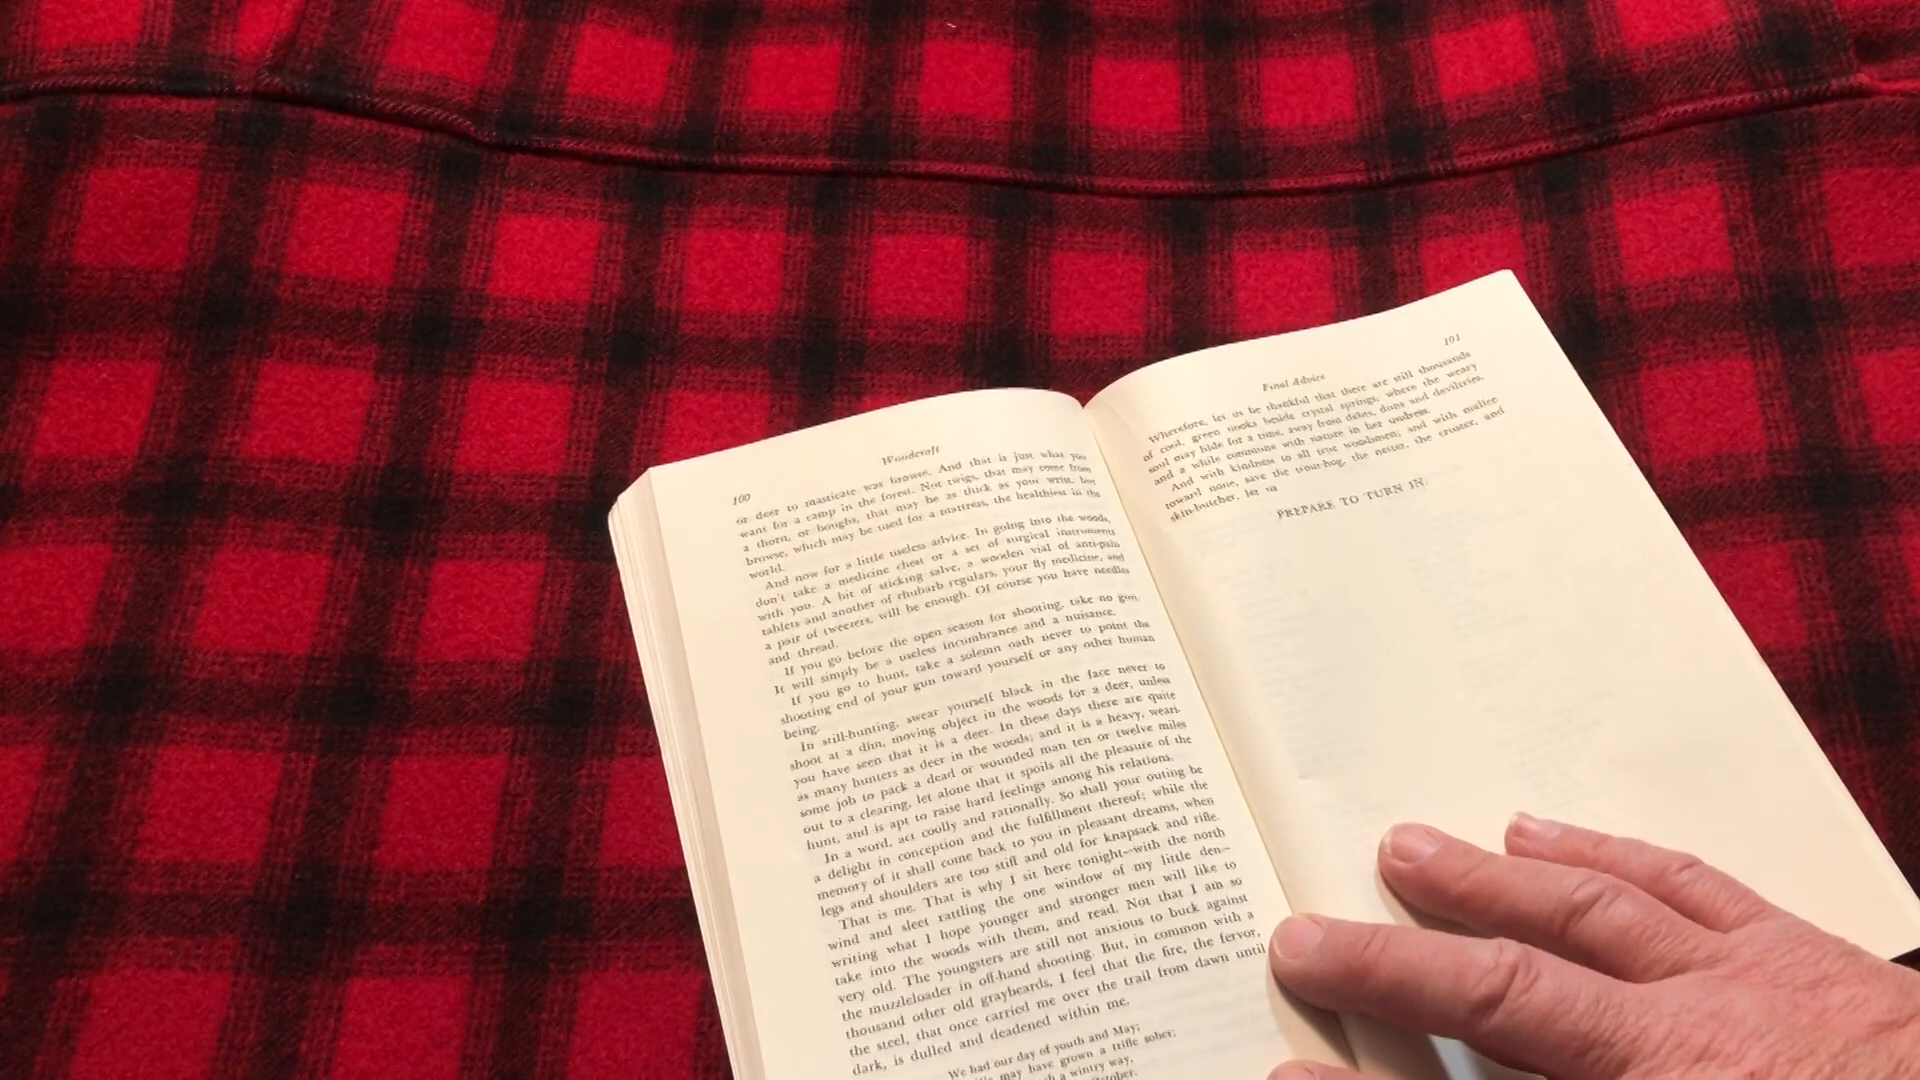 100
Woodcraft
or deer to masticate was browse. And that is just what you
want for a camp in the forest. Not twigs, that may come from
a thorn, or boughs, that may be as thick as your wrist, but
browse, which may be used for a mattress, the healthiest in the
world.
And now for a little useless advice. In going into the woods,
don't take a medicine chest or a set of surgical instruments
with you. A bit of sticking salve, a wooden vial of anti-pain
tablets and another of rhubarb regulars, your fly medicine, and
a pair of tweezers, will be enough. Of course you have needles
and thread.
If you go before the open season for shooting, take no gun.
It will simply be a useless incumbrance and a nuisance.
If you go to hunt, take a solemn oath never to point the
shooting end of your gun toward yourself or any other human
being.
In still-hunting, swear yourself black in the face never to
shoot at a dim, moving object in the woods for a deer, unless
you have seen that it is a deer. In these days there are quite
as many hunters as deer in the woods; and it is a heavy, weari-
some job to pack a dead or wounded man ten or twelve miles
out to a clearing, let alone that it spoils all the pleasure of the
hunt, and is apt to raise hard feelings among his relations.
In a word, act coolly and rationally. So shall your outing be
a delight in conception and the fulfillment thereof; while the
memory of it shall come back to you in pleasant dreams, when
legs and shoulders are too stiff and old for knapsack and rifle.
That is me. That is why I sit here tonight—with the north
wind and sleet rattling the one window of my little den—
writing what I hope younger and stronger men will like to
take into the woods with them, and read. Not that I am so
very old. The youngsters are still not anxious to buck against
the muzzleloader in off-hand shooting. But, in common with a
thousand other old graybeards, I feel that the fire, the fervor,
the steel, that once carried me over the trail from dawn until
dark, is dulled and deadened within me.
We had our day of youth and May;
may have grown a trifle sober;
a wintry way,
October.
101
Final Advice
Wherefore, let us be thankful that there are still thousands
of cool, green nooks beside crystal springs, where the weary
soul may hide for a time, away from debts, duns and deviltries,
and a while commune with nature in her undress.
And with kindness to all true woodsmen; and with malice
toward none, save the trout-hog, the netter, the cruster, and
skin-butcher, let us
PREPARE TO TURN IN.